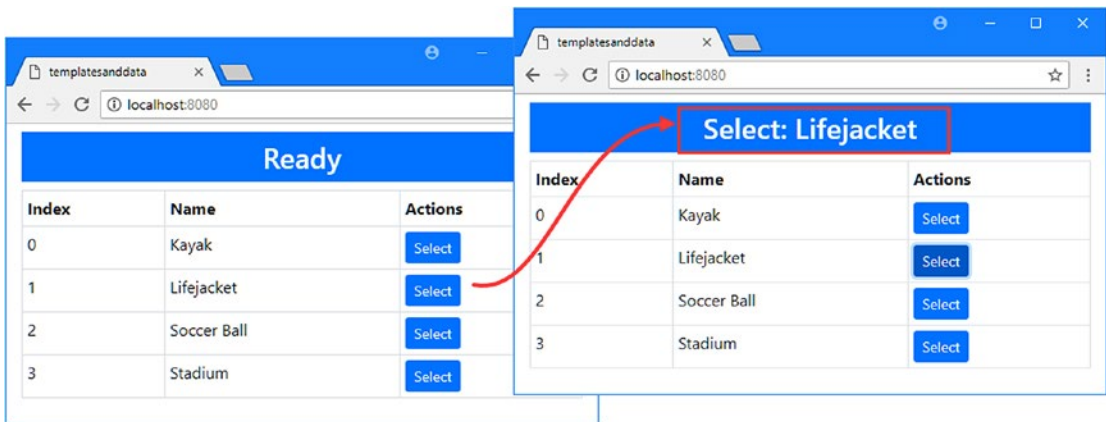 templatesanddata
localhost:8080
Ready
Index Name Actions
0 Kayak Select
1 Lifejacket Select
2 Soccer Ball Select
3 Stadium Select
templatesanddata
localhost:8080
Select: Lifejacket
Index Name Actions
0 Kayak Select
1 Lifejacket Select
2 Soccer Ball Select
3 Stadium Select